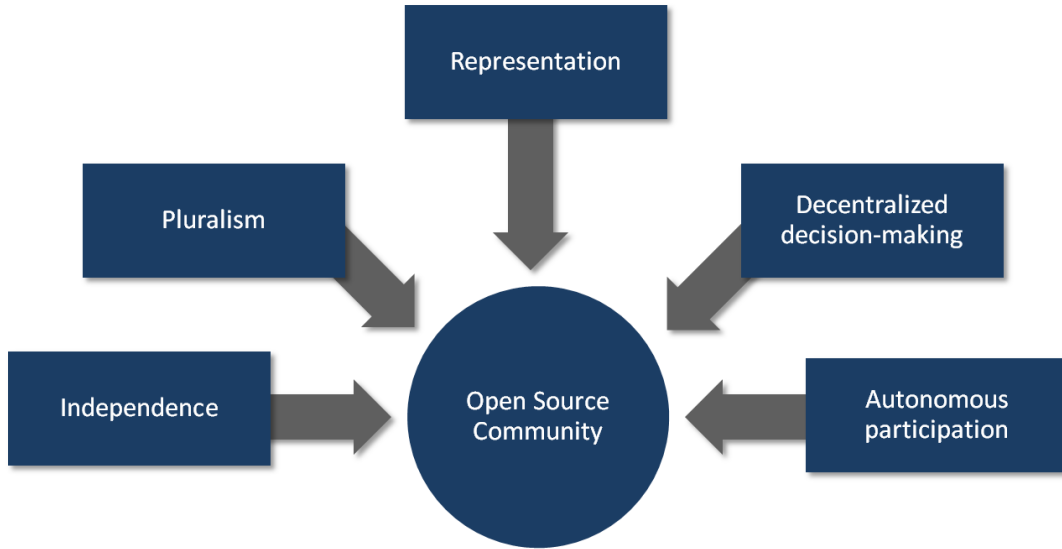 Representation
Pluralism
Decentralized
decision-making
Independence
Open Source
Community
Autonomous
participation